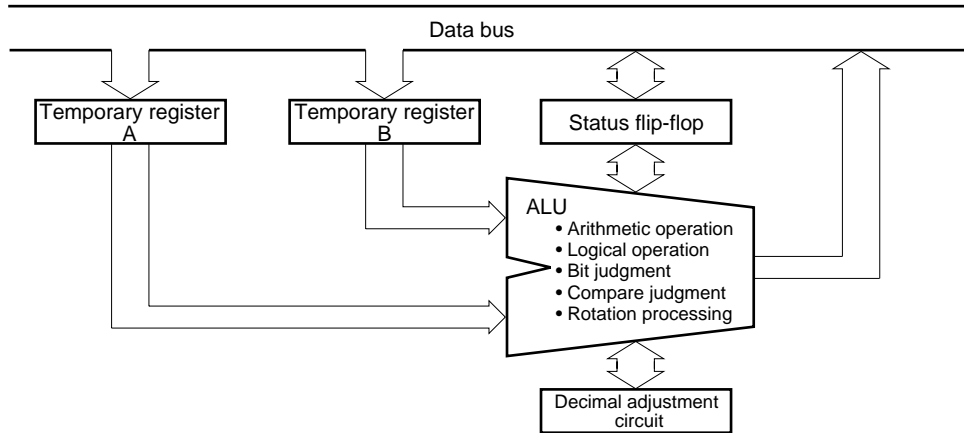 Data bus
Temporary register
A
Temporary register
B
Status flip-flop
ALU
• Arithmetic operation
• Logical operation
• Bit judgment
• Compare judgment
• Rotation processing
Decimal adjustment
circuit